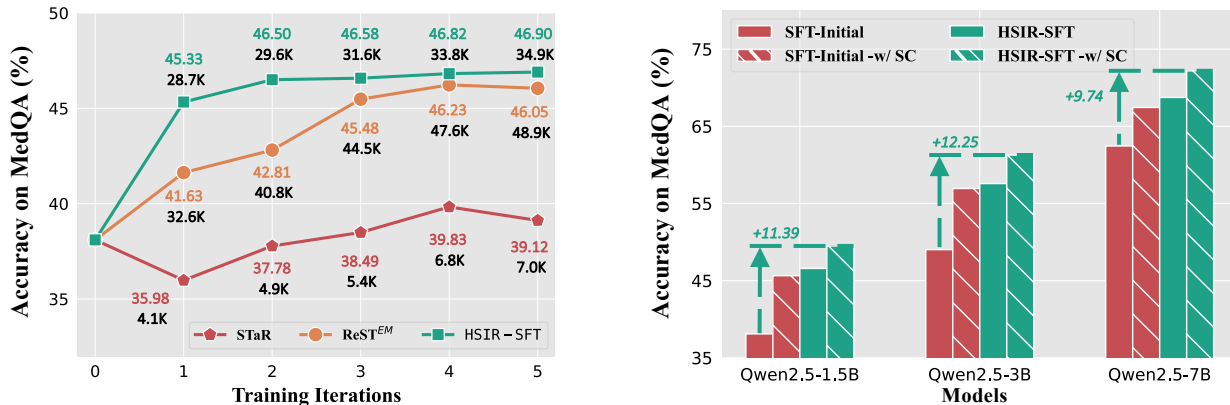 Accuracy on MedQA (%)
50
45
40
35
46.50
46.58
46.82
46.90
45.33
29.6K
31.6K
33.8K
34.9K
28.7K
46.23
46.05
45.48
47.6K
48.9K
42.81
44.5K
41.63
40.8K
32.6K
39.83
39.12
37.78
38.49
6.8K
7.0K
35.98
4.9K
5.4K
4.1K
STaR
ReST^EM
HSIR-SFT
0 1 2 3 4 5
Training Iterations
Accuracy on MedQA (%)
75
65
55
45
35
SFT-Initial
HSIR-SFT
SFT-Initial -w/ SC
HSIR-SFT -w/ SC
+9.74
+12.25
+11.39
Qwen2.5-1.5B Qwen2.5-3B Qwen2.5-7B
Models